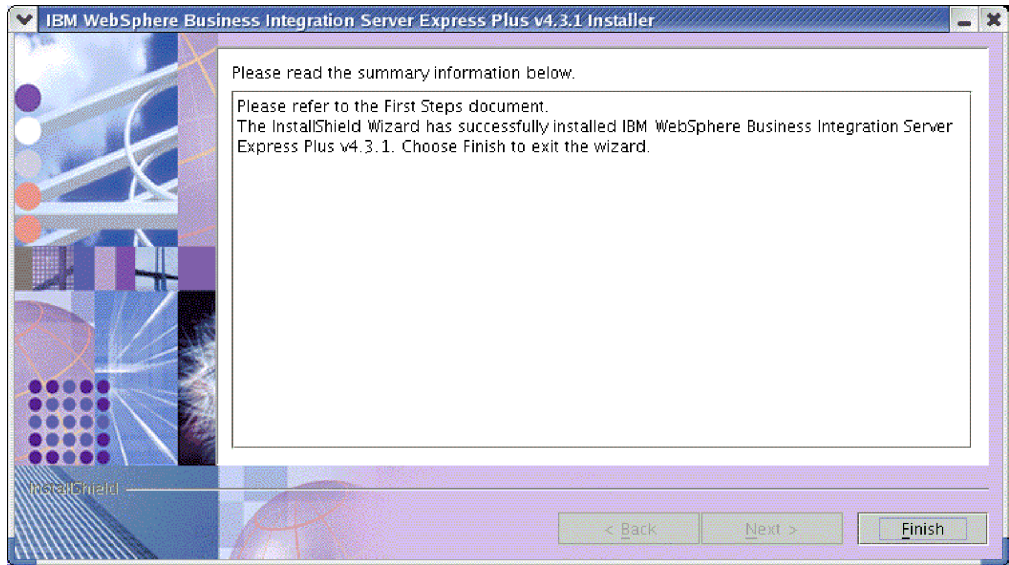 IBM WebSphere Business Integration Server Express Plus v4.3.1 Installer
Please read the summary information below.
Please refer to the First Steps document.
The InstallShield Wizard has successfully installed IBM WebSphere Business Integration Server
Express Plus v4.3.1. Choose Finish to exit the wizard.
InstallShield
< Back
Next >
Finish